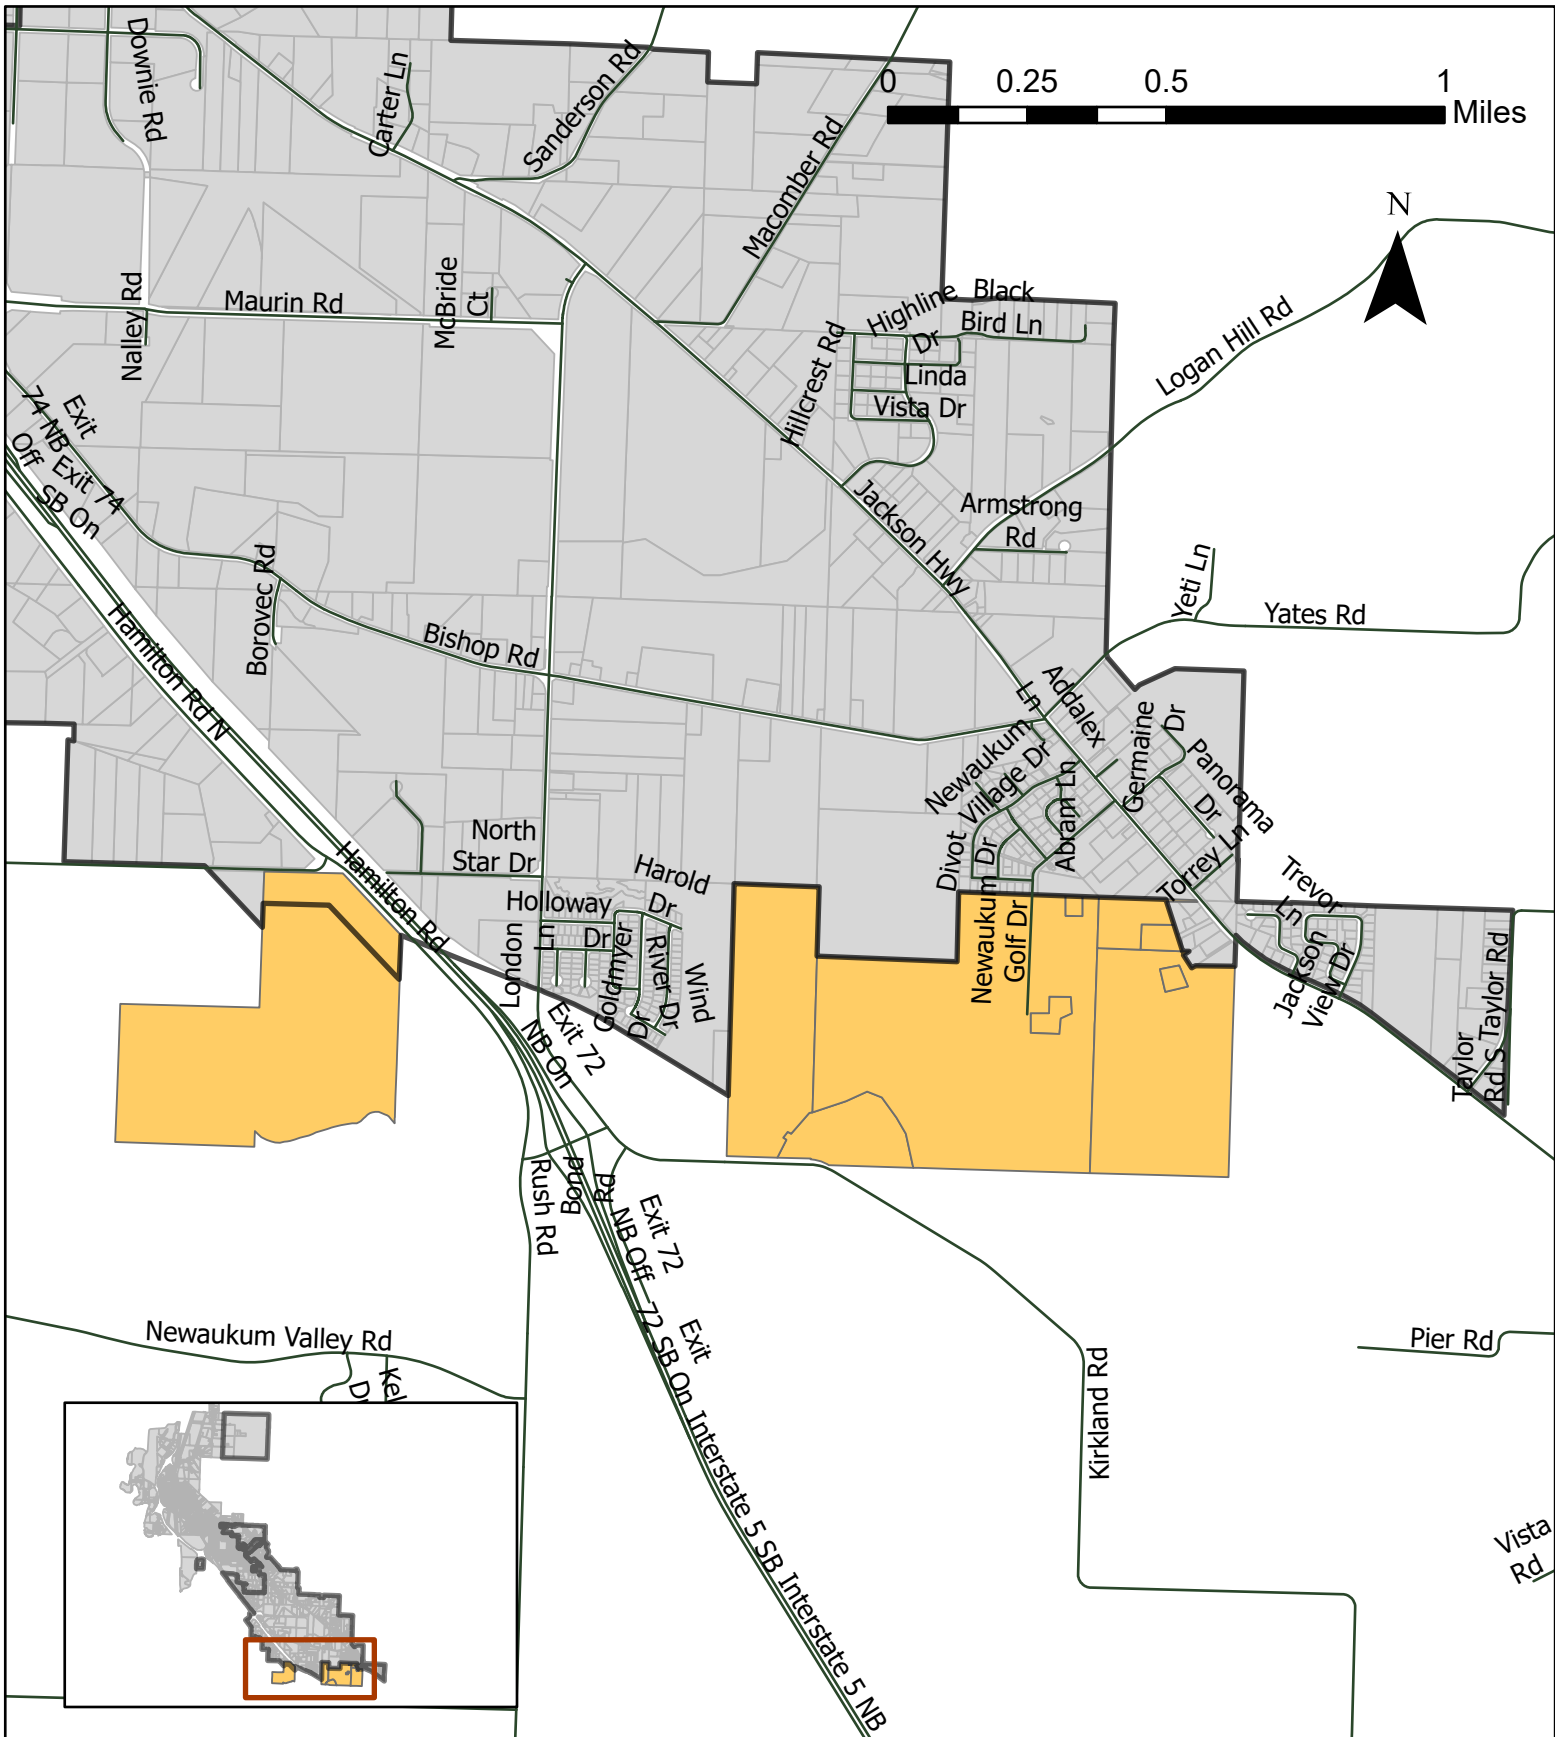 0 0.25 0.5 1
Miles
N
Downie Rd
Carter Ln
Sanderson Rd
Macomber Rd
Nalley Rd
Maurin Rd
McBride
Ct
Highline
Dr
Black
Bird Ln
Hillcrest Rd
Linda
Vista Dr
Logan Hill Rd
Exit
74 NB
Off
Exit 74
SB On
Jackson Hwy
Armstrong
Rd
Borovec Rd
Bishop Rd
Yeti Ln
Yates Rd
Hamilton Rd N
Addalex
Ln
Germaine
Dr
Panorama
Dr
Newaukum
Village Dr
Abram Ln
Divot
Newaukum Dr
Torrey Ln
North
Star Dr
Hamilton Rd
Harold
Dr
Holloway
Dr
London
Ln
Goldmyer
Dr
River Dr
Wind
Newaukum
Golf Dr
Trevor
Ln
Jackson
View Dr
Taylor
Rd
S Taylor Rd
Exit 72
NB On
Rush Rd
Bond
Rd
Exit 72
NB Off
Exit
72 SB On
Interstate 5 SB
Interstate 5 NB
Newaukum Valley Rd
Kel
Dr
Kirkland Rd
Pier Rd
Vista
Rd